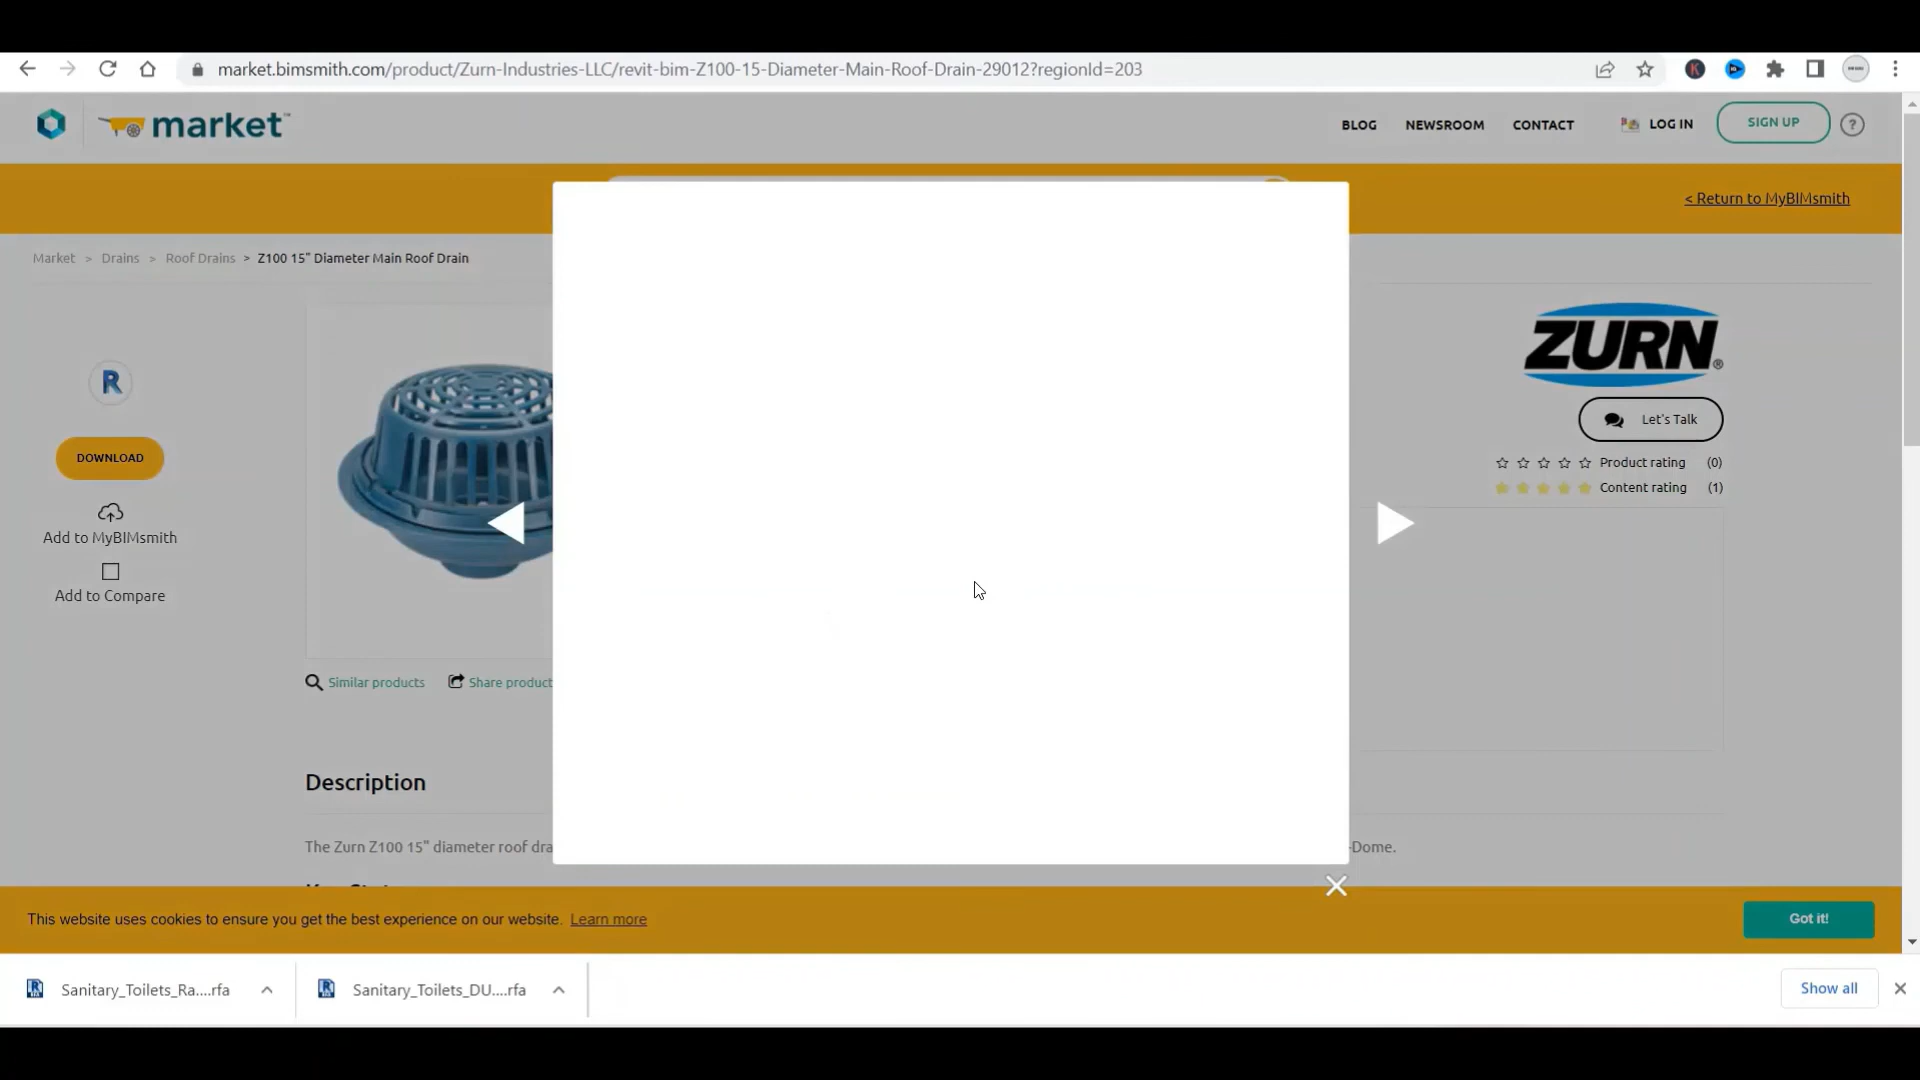 market.bimsmith.com/product/Zurn-Industries-LLC/revit-bim-Z100-15-Diameter-Main-Roof-Drain-29012?regionId=203
market™
BLOG NEWSROOM CONTACT LOG IN SIGN UP ?
< Return to MyBIMsmith
Market > Drains > Roof Drains > Z100 15" Diameter Main Roof Drain
ZURN®
R
Let's Talk
DOWNLOAD
Product rating (0)
Content rating (1)
Add to MyBIMsmith
Add to Compare
Similar products Share product
Description
The Zurn Z100 15" diameter roof dra
-Dome.
This website uses cookies to ensure you get the best experience on our website. Learn more
Got it!
Sanitary_Toilets_Ra....rfa Sanitary_Toilets_DU....rfa Show all